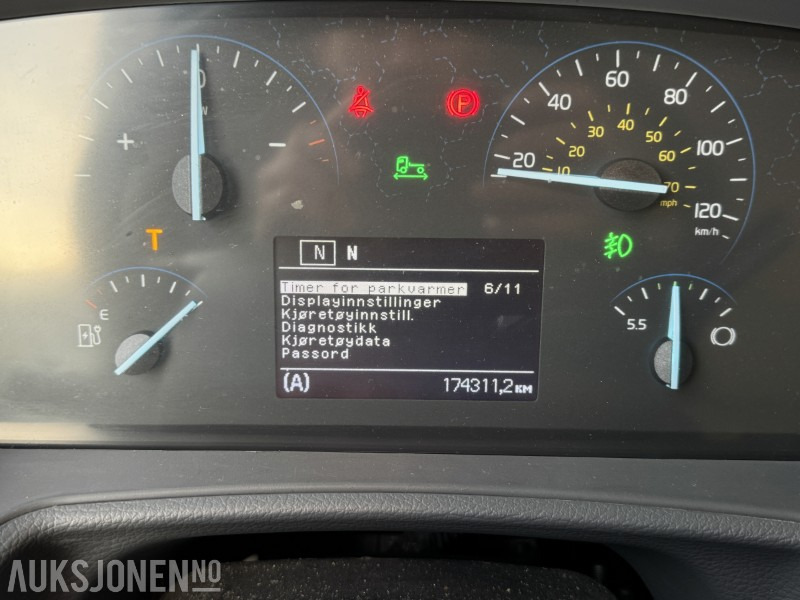 0
N
+
−
T
E
P
20
40
60
80
100
120
km/h
10
20
30
40
50
60
70
mph
5.5
N N
Timer for parkvarmer 6/11
Displayinnstillinger
Kjøretøyinnstill.
Diagnostikk
Kjøretøydata
Passord
(A) 174311,2 KM
AUKSJONEN.NO